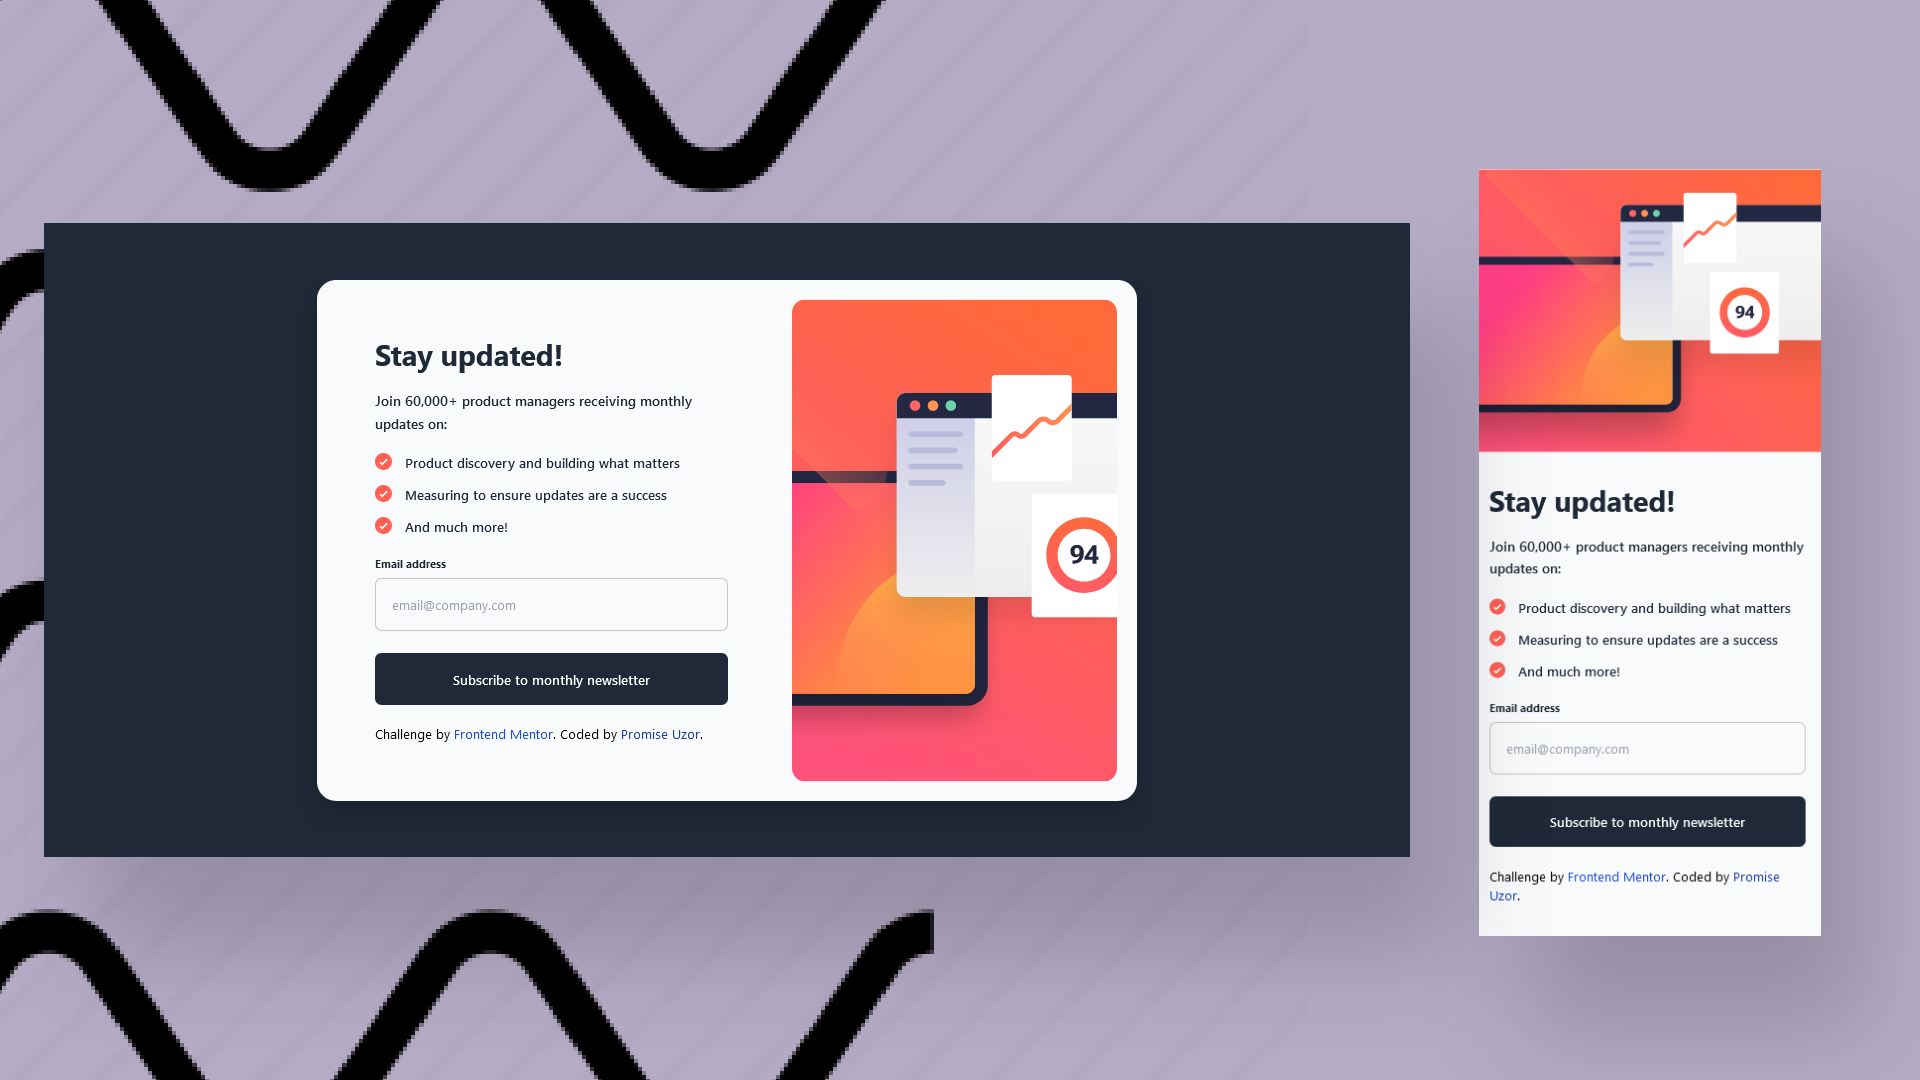 Stay updated!
Join 60,000+ product managers receiving monthly
updates on:
Product discovery and building what matters
Measuring to ensure updates are a success
And much more!
Email address
email@company.com
Subscribe to monthly newsletter
Challenge by Frontend Mentor. Coded by Promise Uzor.
94
94
Stay updated!
Join 60,000+ product managers receiving monthly
updates on:
Product discovery and building what matters
Measuring to ensure updates are a success
And much more!
Email address
email@company.com
Subscribe to monthly newsletter
Challenge by Frontend Mentor. Coded by Promise
Uzor.